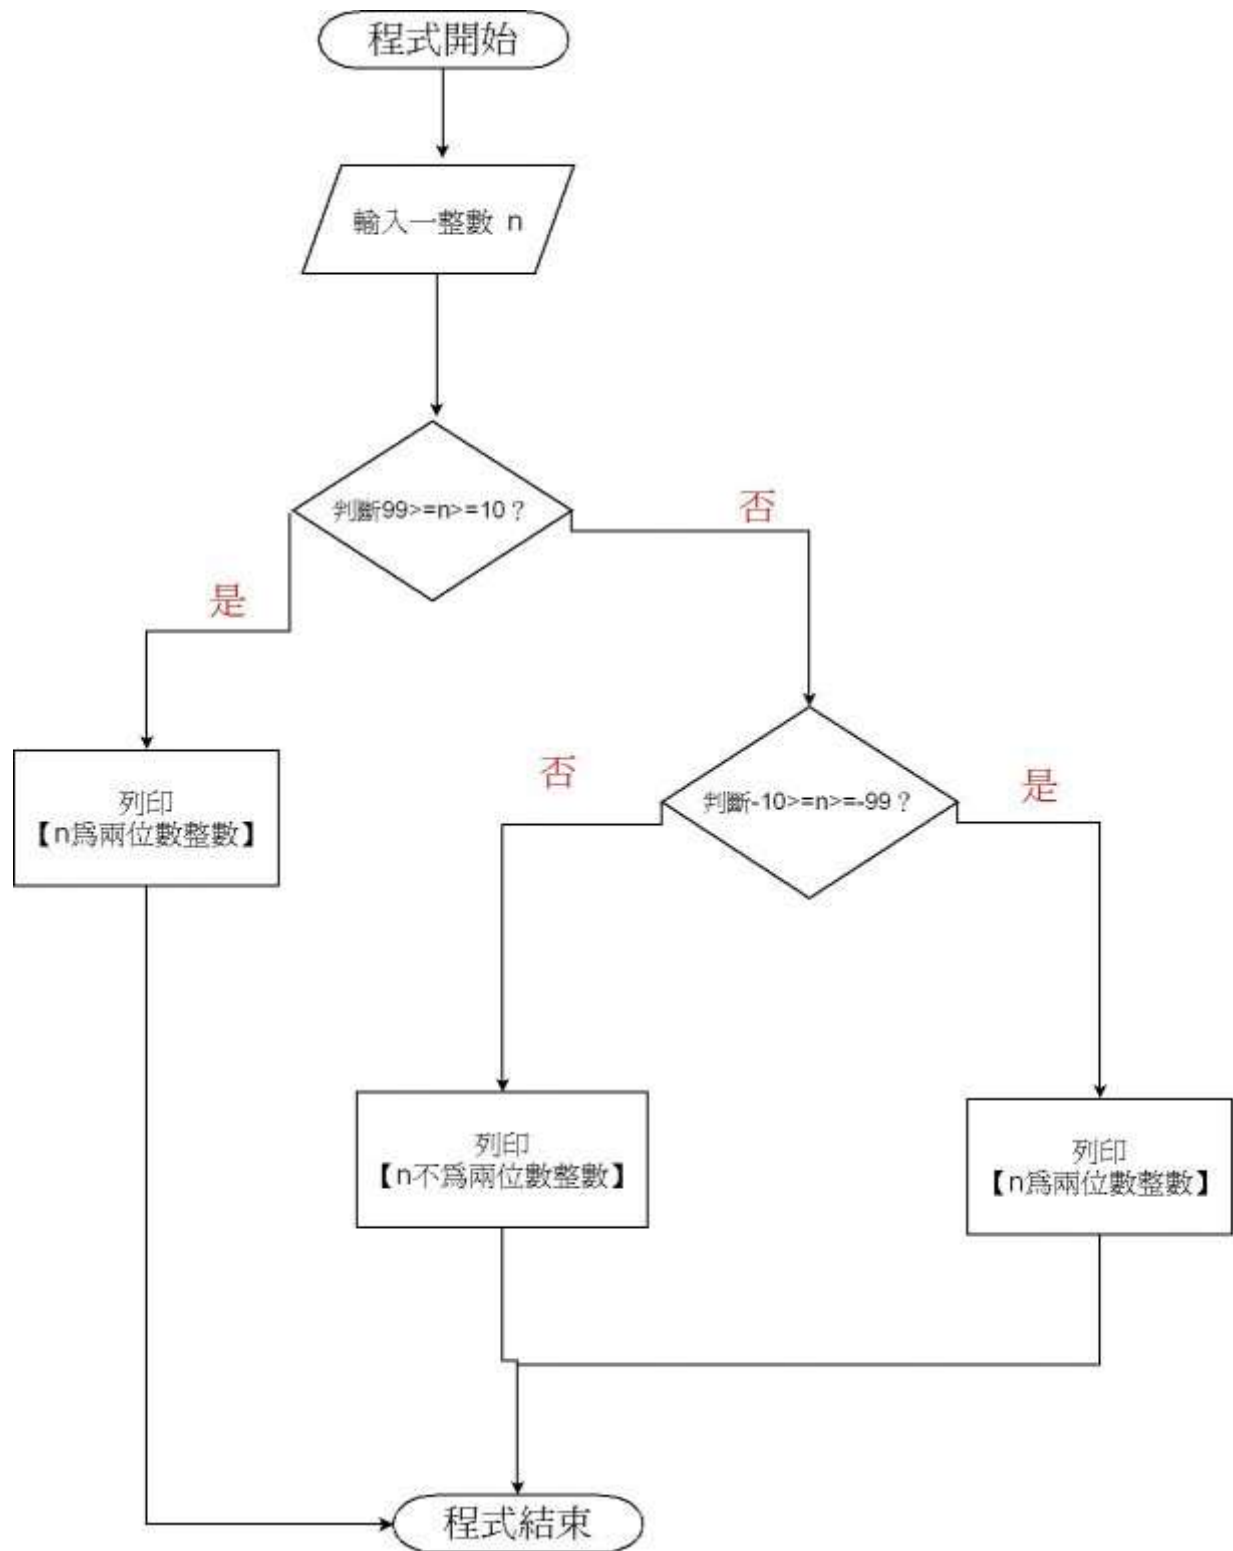 程式開始
輸入一整數 n
判斷99>=n>=10？
否
是
判斷-10>=n>=-99？
否
是
列印
【n爲兩位數整數】
列印
【n不爲兩位數整數】
列印
【n爲兩位數整數】
程式結束